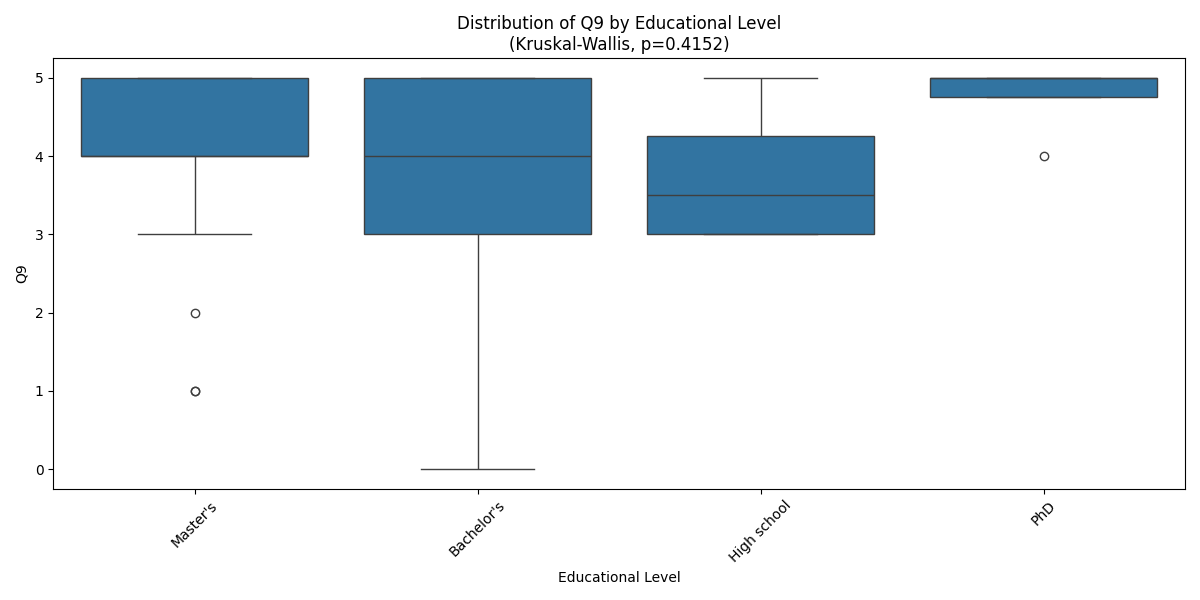 Distribution of Q9 by Educational Level
(Kruskal-Wallis, p=0.4152)
5
4
3
2
1
0
Q9
Master's
Bachelor's
High school
PhD
Educational Level